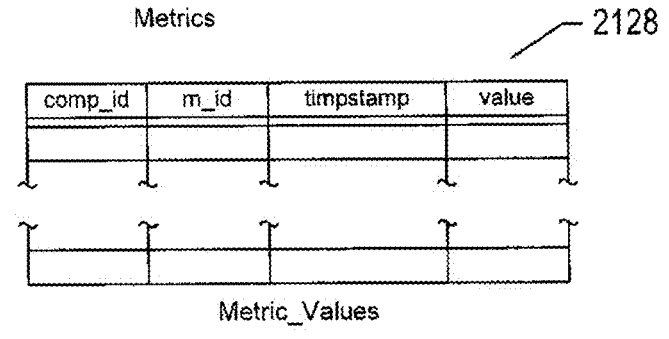 Metrics
2128
comp_id m_id timpstamp value
Metric_Values